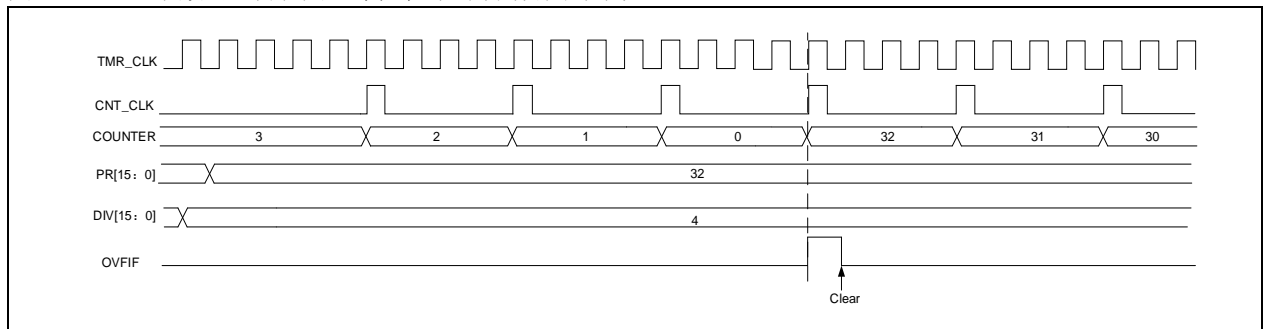 TMR_CLK
CNT_CLK
COUNTER 3 2 1 0 32 31 30
PR[15：0] 32
DIV[15：0] 4
OVFIF
Clear